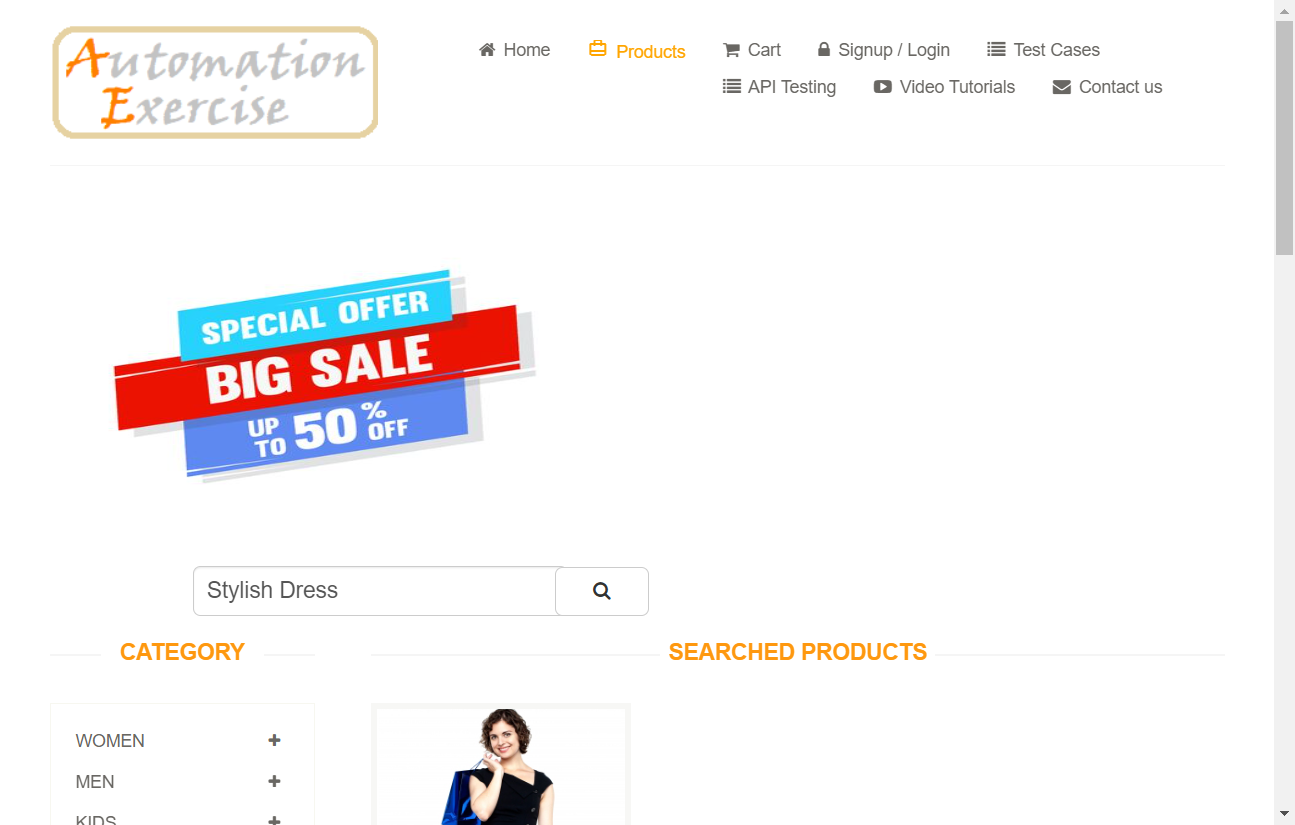 Automation
Exercise
Home
Products
Cart
Signup / Login
Test Cases
API Testing
Video Tutorials
Contact us
SPECIAL OFFER
BIG SALE
UP TO 50% OFF
Stylish Dress
CATEGORY
SEARCHED PRODUCTS
WOMEN
MEN
KIDS